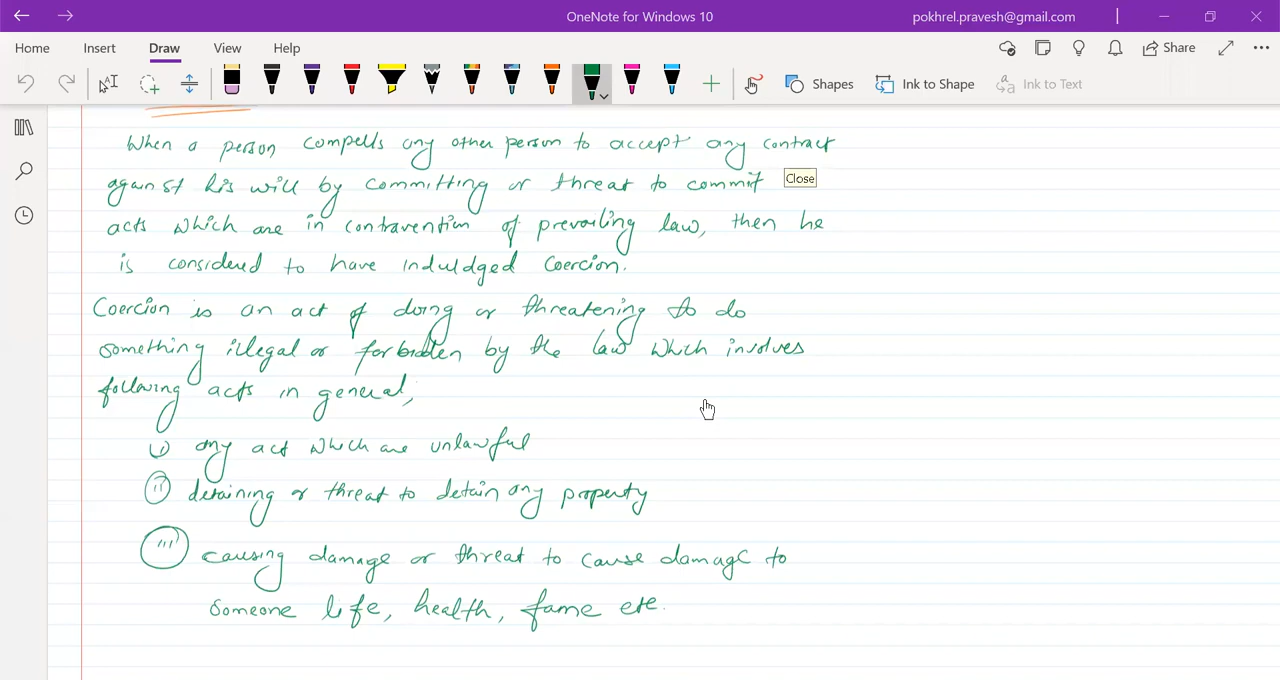 OneNote for Windows 10
pokhrel.pravesh@gmail.com
Home Insert Draw View Help
Share
Shapes Ink to Shape Ink to Text
When a person compells any other person to accept any contract
Close
against his will by committing or threat to commit
acts which are in contravention of prevailing law, then he
is considered to have induldged Coercion.
Coercion is an act of doing or threatening to do
something illegal or forbidden by the law which involves
following acts in general,
(i) any act which are unlawful
(ii) detaining or threat to detain any property
(iii) causing damage or threat to cause damage to
someone life, health, fame etc.